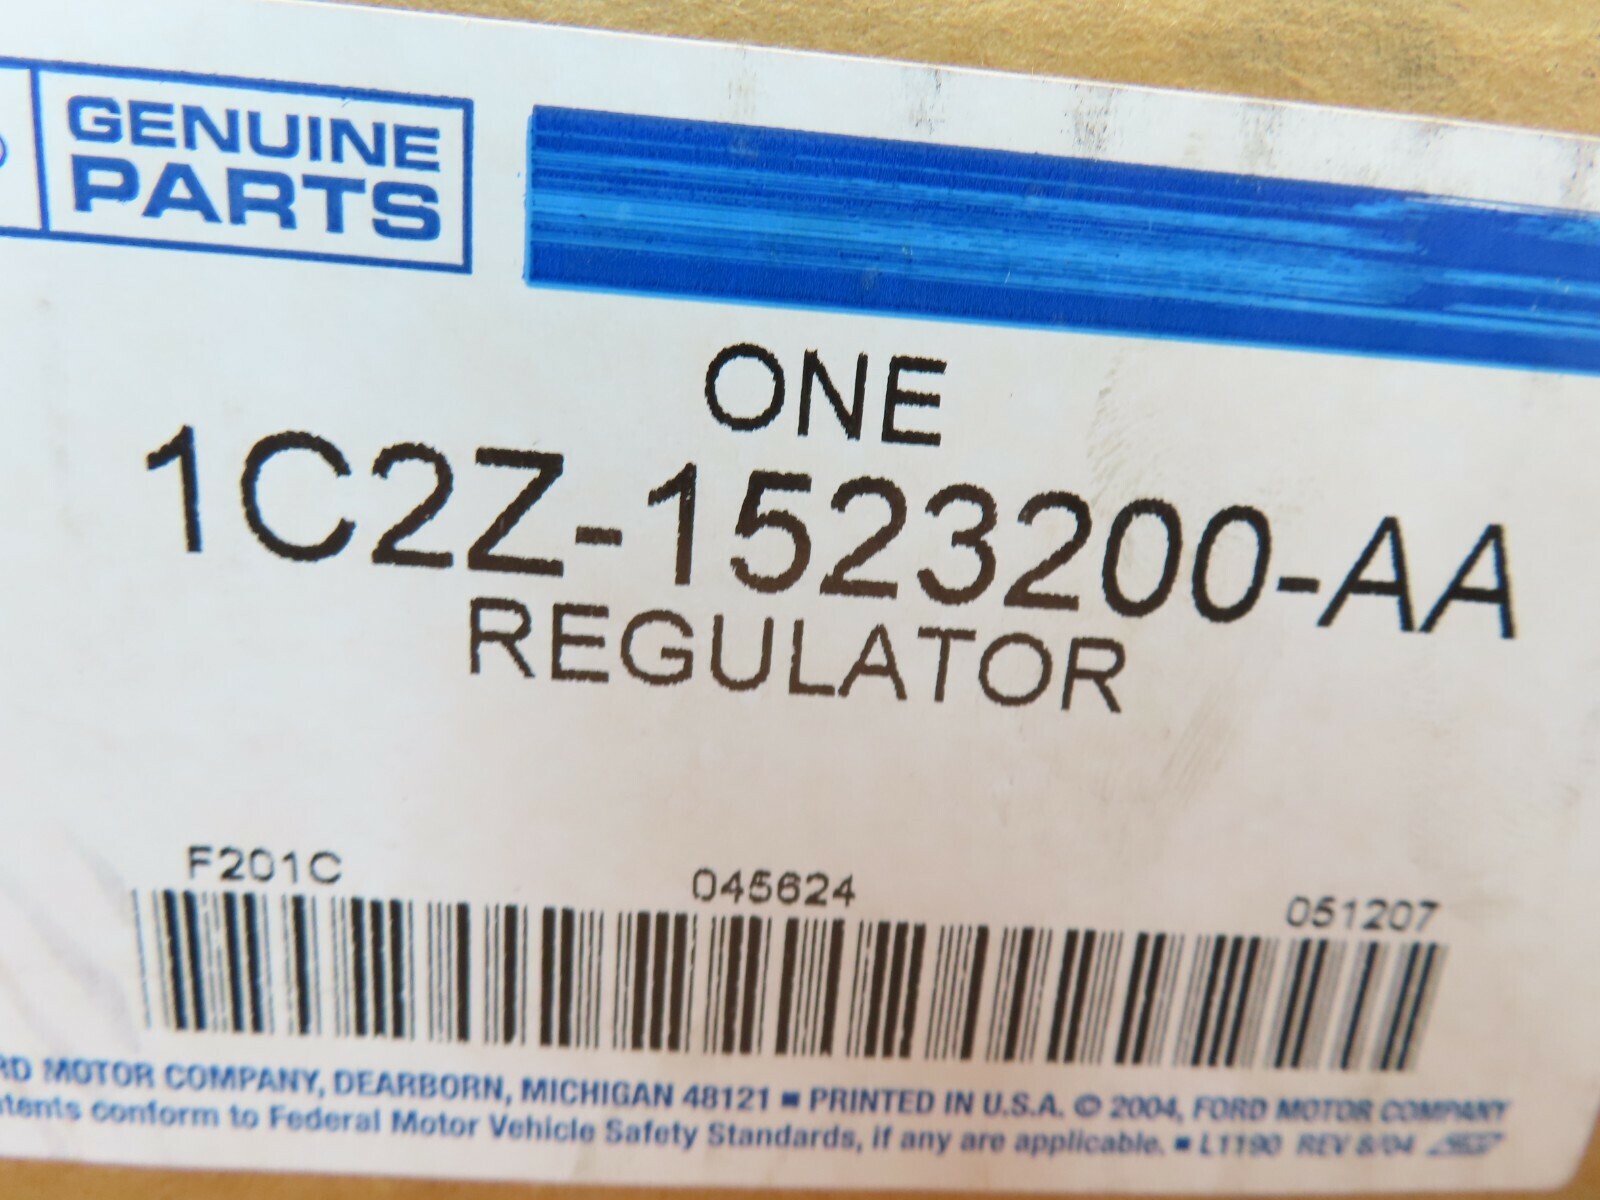 GENUINE
PARTS
ONE
1C2Z-1523200-AA
REGULATOR
F201C 045624 051207
RD MOTOR COMPANY, DEARBORN, MICHIGAN 48121 ■ PRINTED IN U.S.A. © 2004, FORD MOTOR COMPANY
tents conform to Federal Motor Vehicle Safety Standards, if any are applicable. ■ L1190 REV 8/04